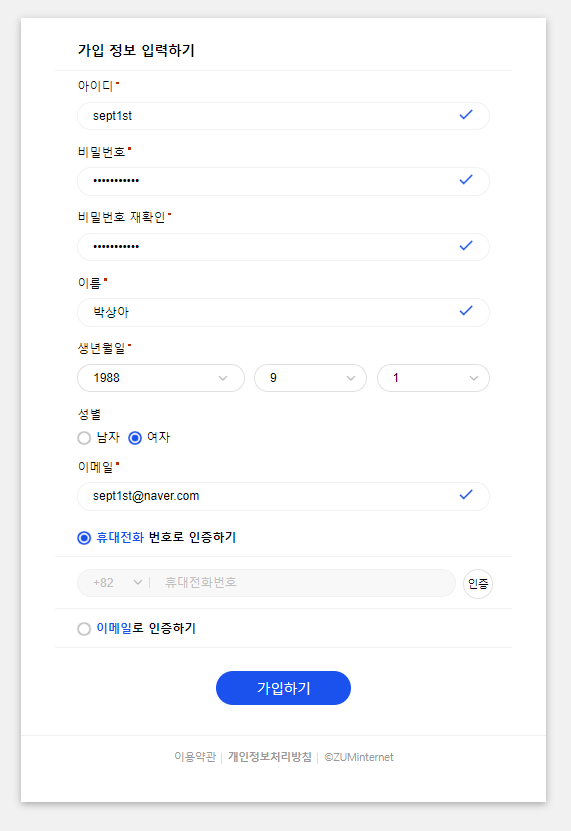 가입 정보 입력하기
아이디
sept1st
비밀번호
•••••••••••
비밀번호 재확인
•••••••••••
이름
박상아
생년월일
1988 9 1
성별
남자 여자
이메일
sept1st@naver.com
휴대전화 번호로 인증하기
+82 휴대전화번호 인증
이메일로 인증하기
가입하기
이용약관 | 개인정보처리방침 | ©ZUMinternet